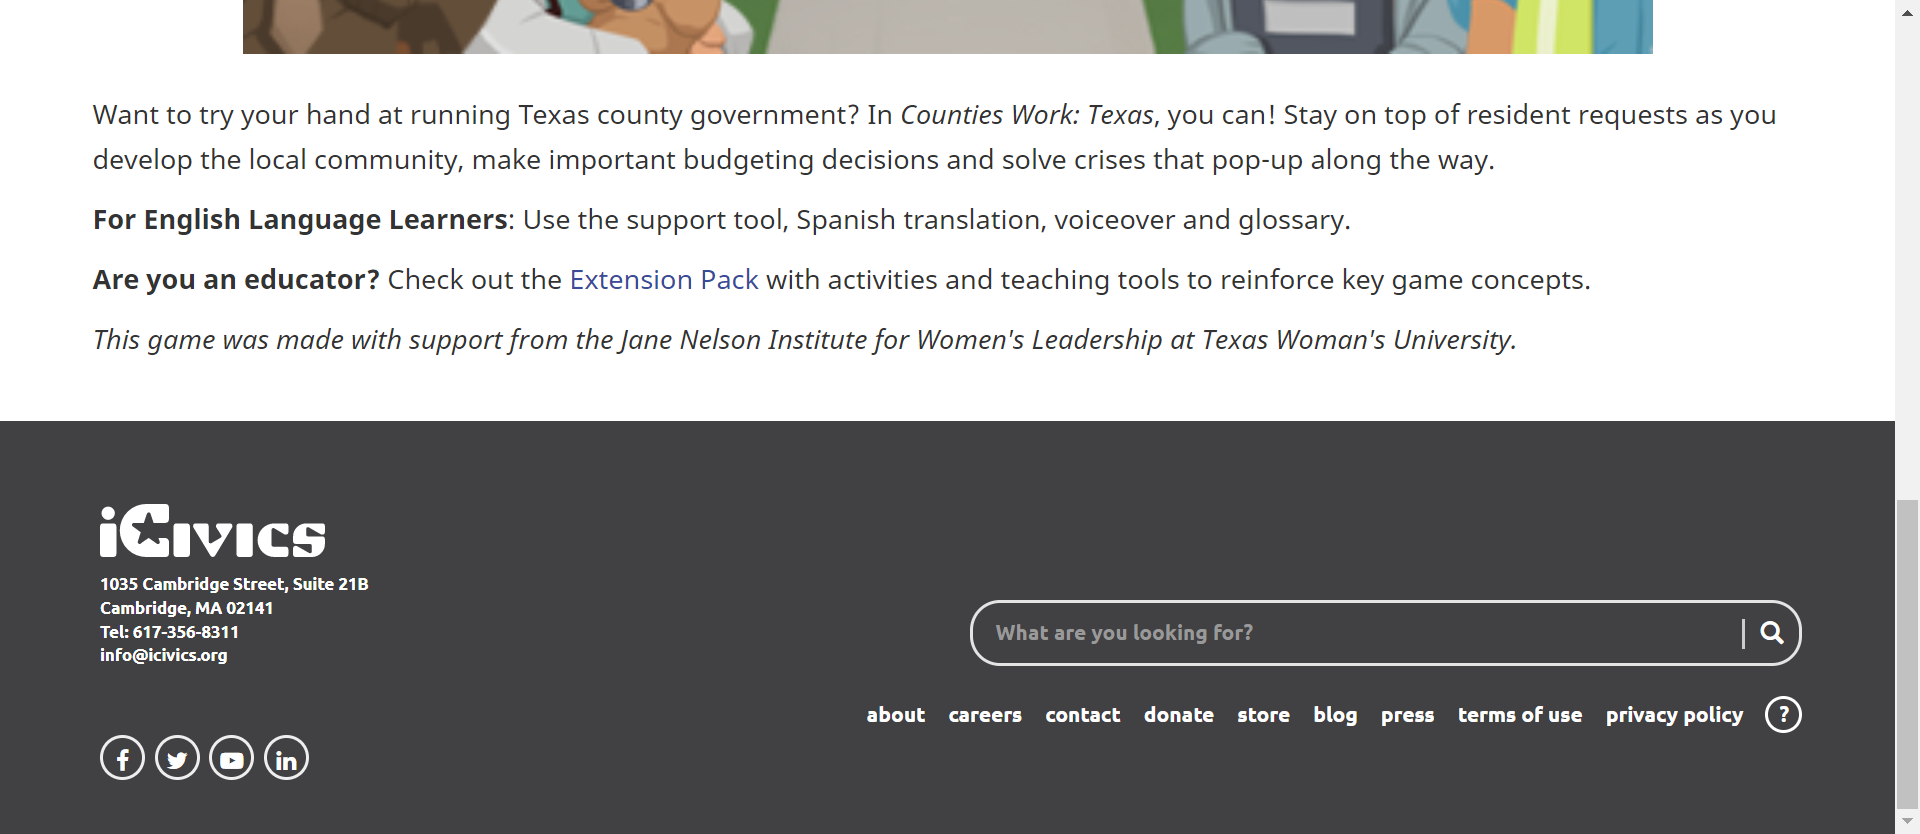 Want to try your hand at running Texas county government? In Counties Work: Texas, you can! Stay on top of resident requests as you
develop the local community, make important budgeting decisions and solve crises that pop-up along the way.
For English Language Learners: Use the support tool, Spanish translation, voiceover and glossary.
Are you an educator? Check out the Extension Pack with activities and teaching tools to reinforce key game concepts.
This game was made with support from the Jane Nelson Institute for Women's Leadership at Texas Woman's University.
iCivics
1035 Cambridge Street, Suite 21B
Cambridge, MA 02141
Tel: 617-356-8311
info@icivics.org
What are you looking for?
about careers contact donate store blog press terms of use privacy policy ?